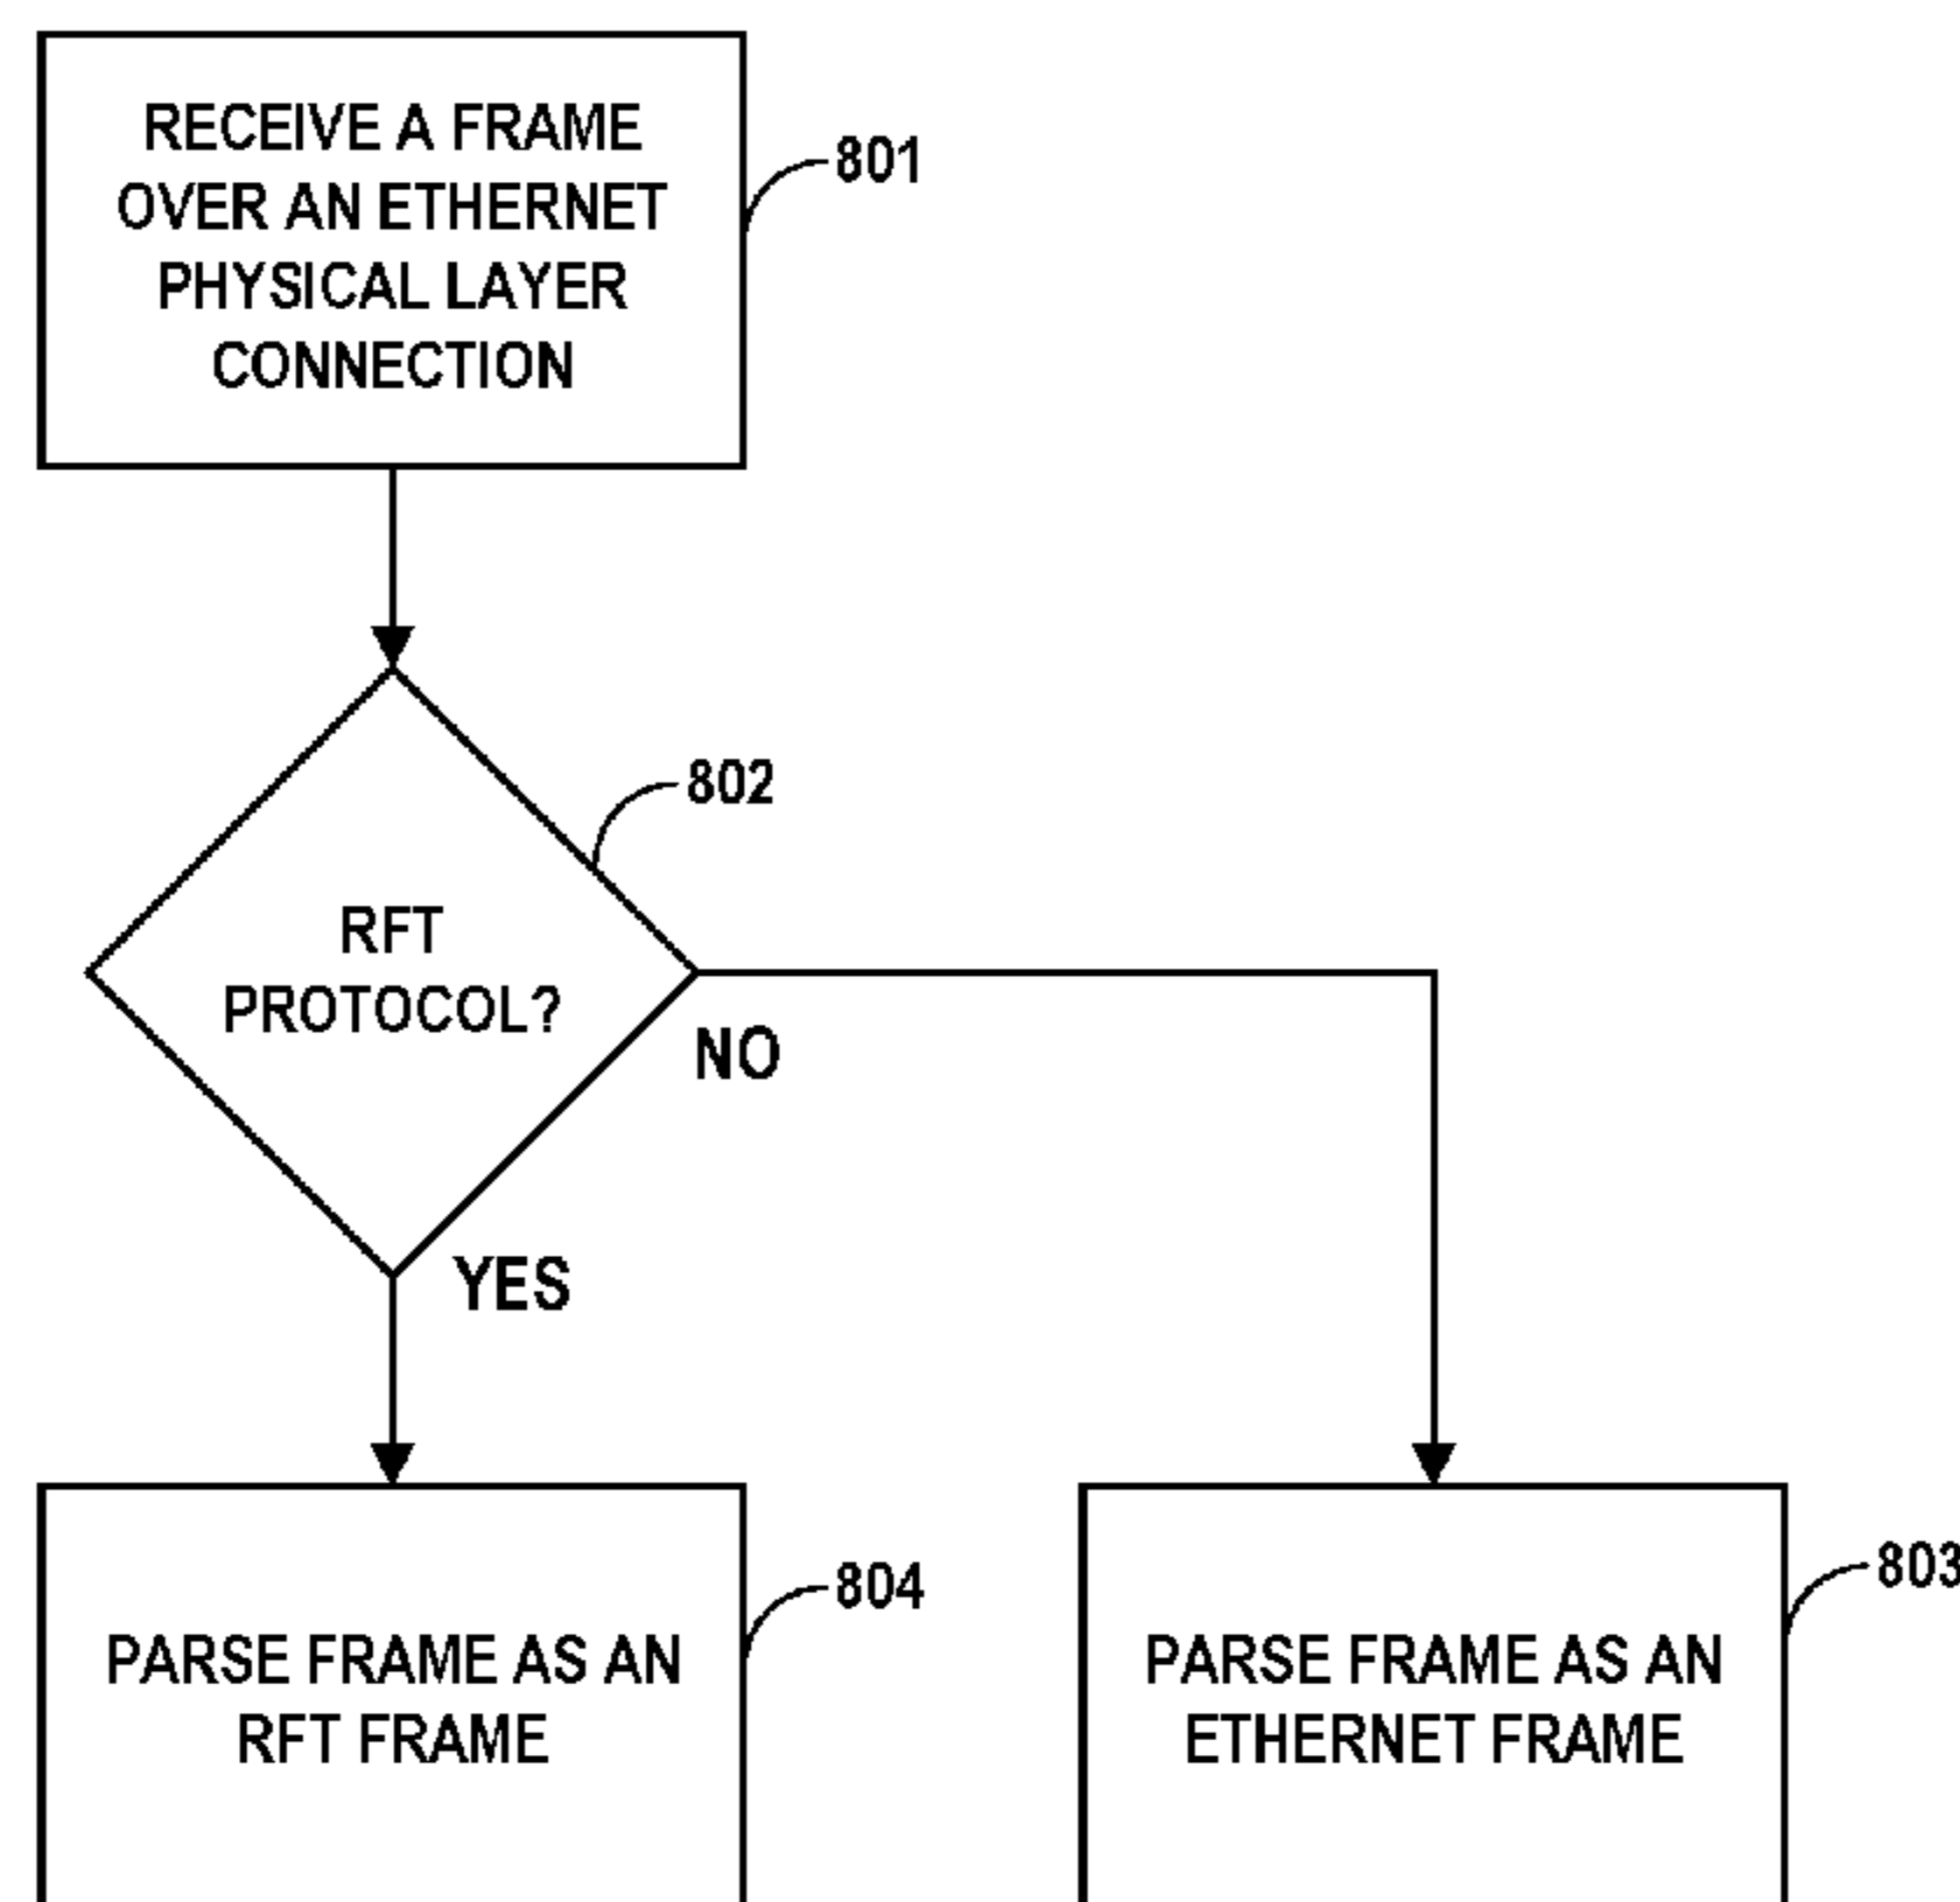 RECEIVE A FRAME
OVER AN ETHERNET
PHYSICAL LAYER
CONNECTION
801
802
RFT
PROTOCOL?
NO
YES
804
803
PARSE FRAME AS AN
RFT FRAME
PARSE FRAME AS AN
ETHERNET FRAME